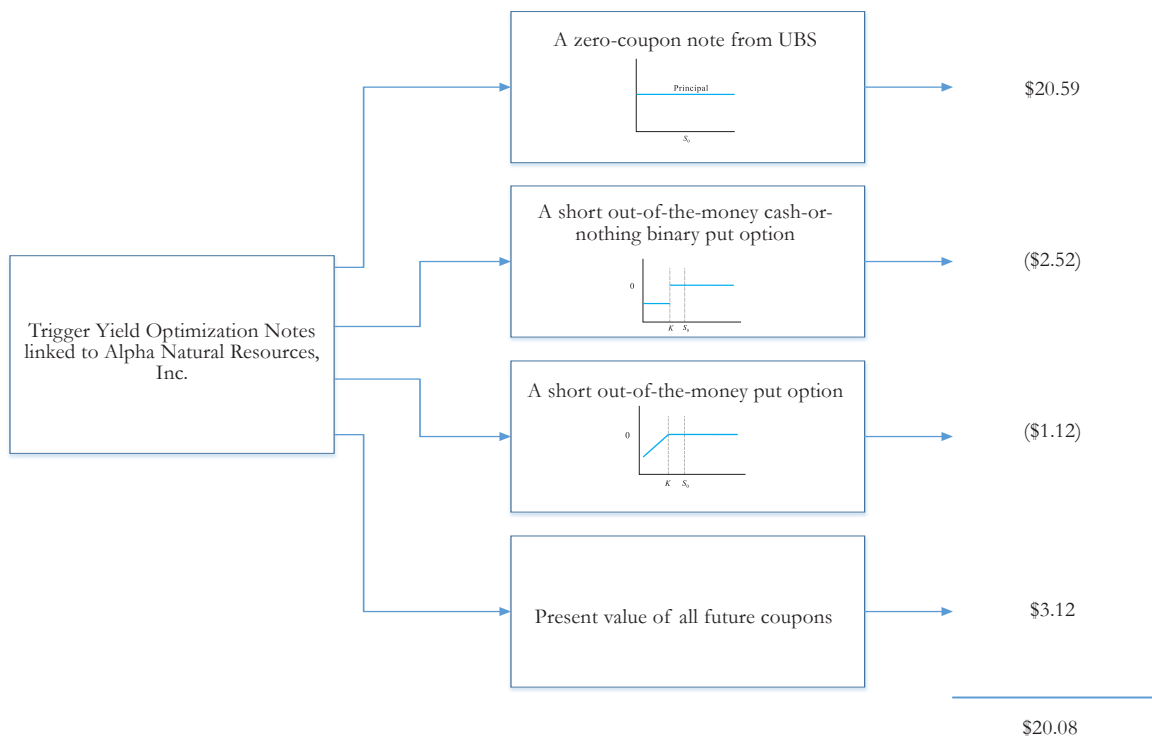 A zero-coupon note from UBS
Principal
S0
$20.59
A short out-of-the-money cash-or-
nothing binary put option
0
K
S0
($2.52)
Trigger Yield Optimization Notes
linked to Alpha Natural Resources,
Inc.
A short out-of-the-money put option
0
K
S0
($1.12)
Present value of all future coupons
$3.12
$20.08